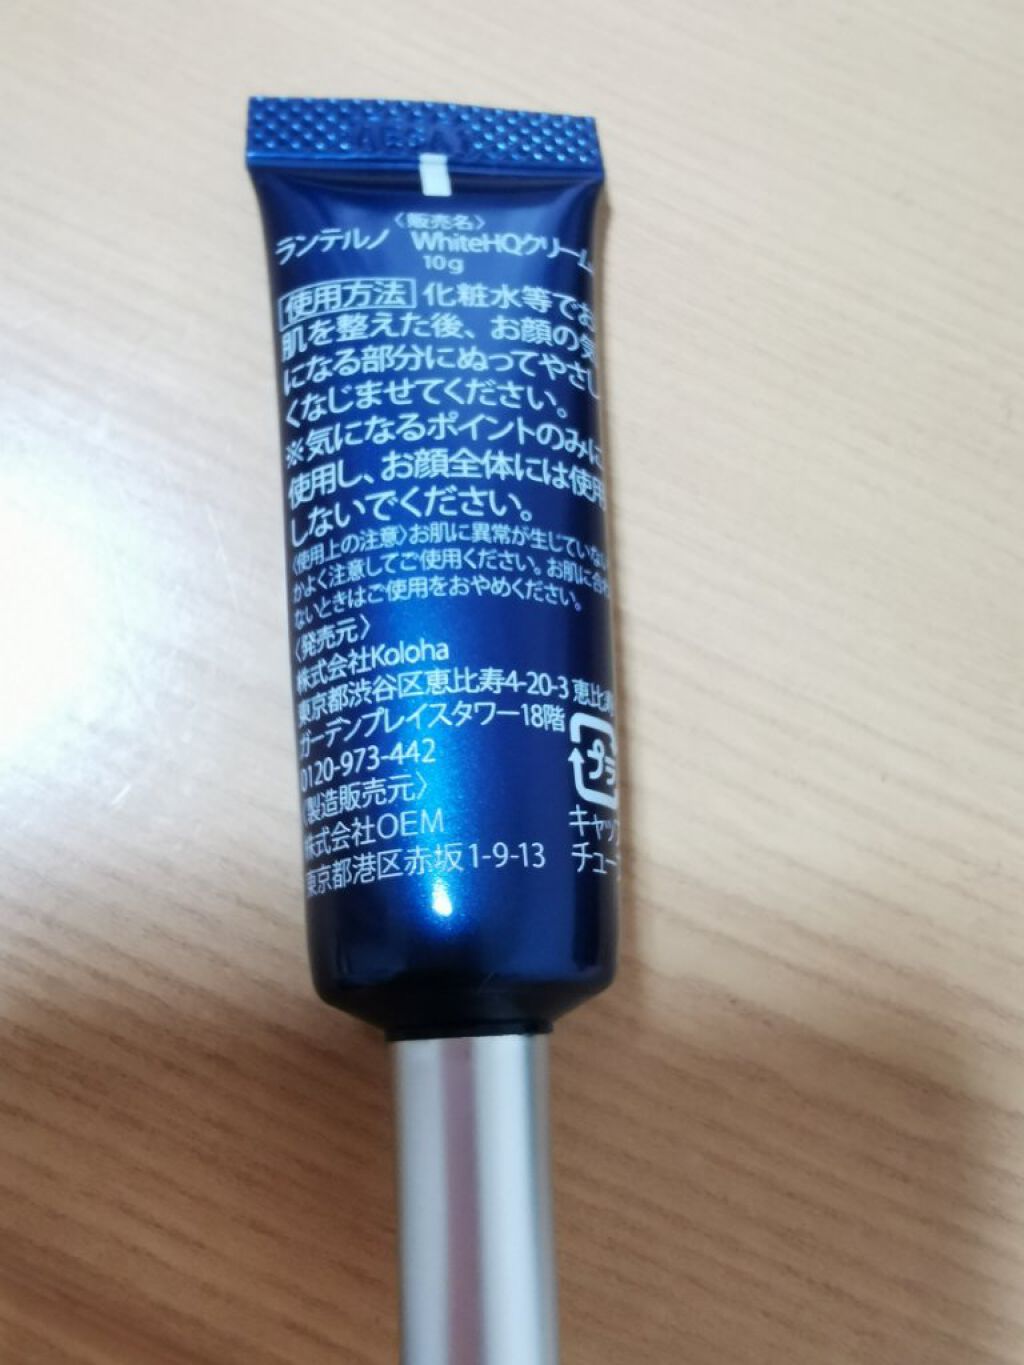 〈販売名〉
ランテルノ WhiteHQクリーム
10g
使用方法 化粧水等でお
肌を整えた後、お顔の気
になる部分にぬってやさし
くなじませてください。
※気になるポイントのみに
使用し、お顔全体には使用
しないでください。
〈使用上の注意〉お肌に異常が生じていない
かよく注意してご使用ください。お肌に合わ
ないときはご使用をおやめください。
〈発売元〉
株式会社Koloha
東京都渋谷区恵比寿4-20-3 恵比寿
ガーデンプレイスタワー18階
0120-973-442
〈製造販売元〉
株式会社OEM
東京都港区赤坂1-9-13
プラ
キャップ
チューブ